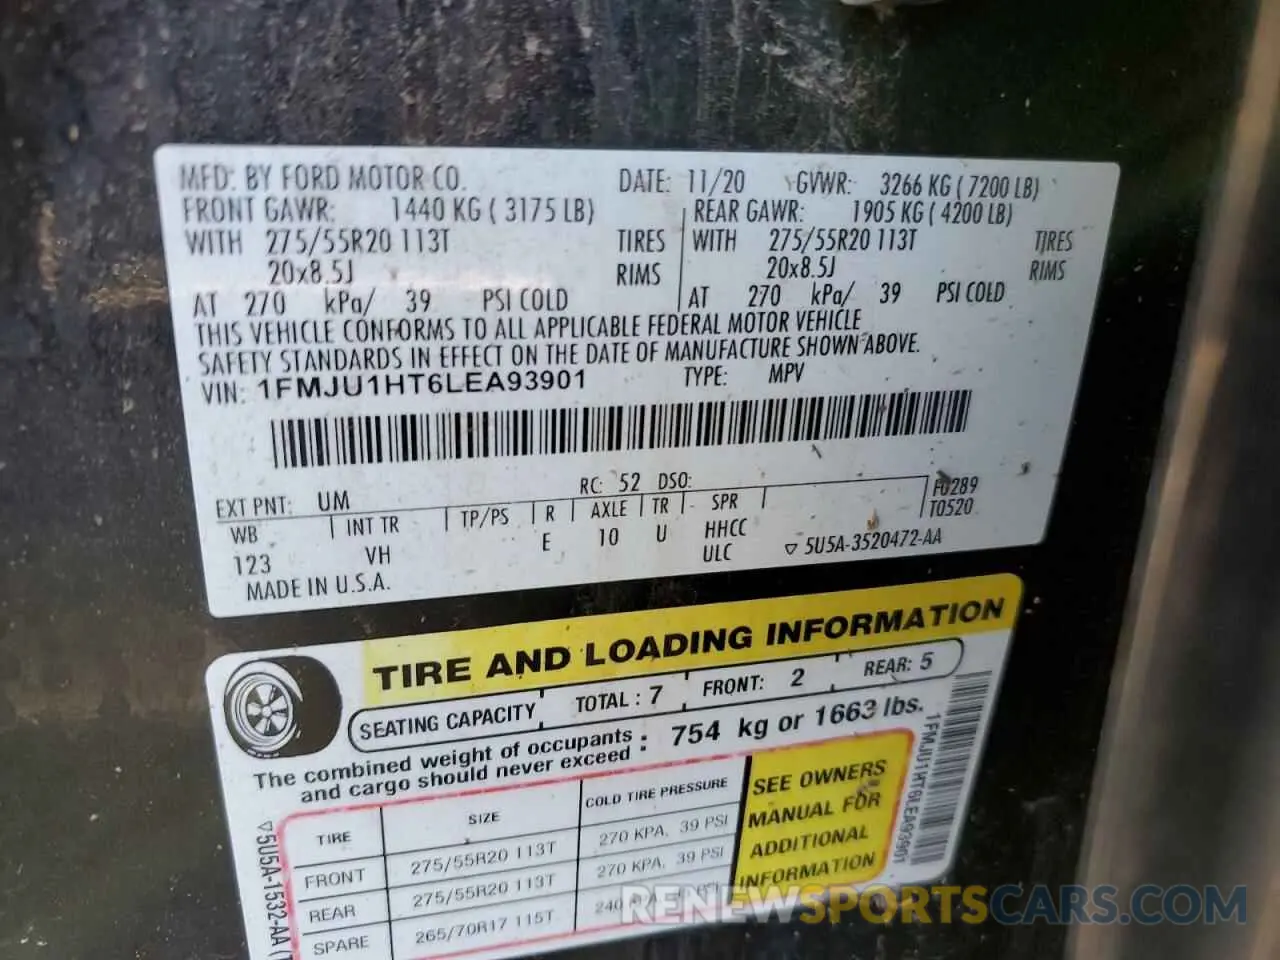 MFD. BY FORD MOTOR CO. DATE: 11/20 GVWR: 3266 KG ( 7200 LB)
FRONT GAWR: 1440 KG ( 3175 LB) REAR GAWR: 1905 KG ( 4200 LB)
WITH 275/55R20 113T TIRES WITH 275/55R20 113T TIRES
20x8.5J RIMS 20x8.5J RIMS
AT 270 kPa/ 39 PSI COLD AT 270 kPa/ 39 PSI COLD
THIS VEHICLE CONFORMS TO ALL APPLICABLE FEDERAL MOTOR VEHICLE
SAFETY STANDARDS IN EFFECT ON THE DATE OF MANUFACTURE SHOWN ABOVE.
VIN: 1FMJU1HT6LEA93901 TYPE: MPV
EXT PNT: UM RC: 52 DSO: F0289
WB INT TR TP/PS R AXLE TR SPR T0520
123 VH E 10 U HHCC
ULC 5U5A-3520472-AA
MADE IN U.S.A.
TIRE AND LOADING INFORMATION
SEATING CAPACITY TOTAL : 7 FRONT: 2 REAR: 5
The combined weight of occupants and cargo should never exceed : 754 kg or 1663 lbs.
TIRE SIZE COLD TIRE PRESSURE
FRONT 275/55R20 113T 270 KPA, 39 PSI
REAR 275/55R20 113T 270 KPA, 39 PSI
SPARE 265/70R17 115T 240
SEE OWNERS
MANUAL FOR
ADDITIONAL
INFORMATION
1FMJU1HT6LEA93901
5U5A-1532-AA
RENEWSPORTSCARS.COM